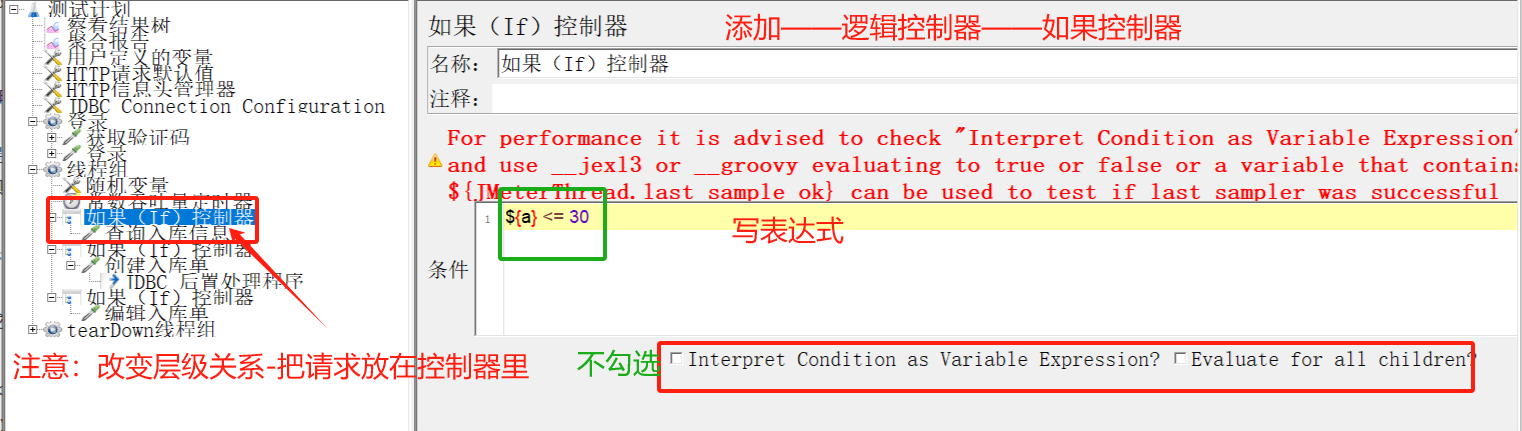 测试计划
察看结果树
聚合报告
用户定义的变量
HTTP请求默认值
HTTP信息头管理器
JDBC Connection Configuration
登录
获取验证码
登录
线程组
随机变量
常数吞吐量定时器
如果（If）控制器
查询入库信息
如果（If）控制器
创建入库单
JDBC 后置处理程序
如果（If）控制器
编辑入库单
tearDown线程组
注意：改变层级关系-把请求放在控制器里
如果（If）控制器
添加——逻辑控制器——如果控制器
名称：
如果（If）控制器
注释：
For performance it is advised to check "Interpret Condition as Variable Expression"
and use __jexl3 or __groovy evaluating to true or false or a variable that contains
${JMeterThread.last_sample_ok} can be used to test if last sampler was successful
条件
1
${a} <= 30
写表达式
不勾选
Interpret Condition as Variable Expression?
Evaluate for all children?